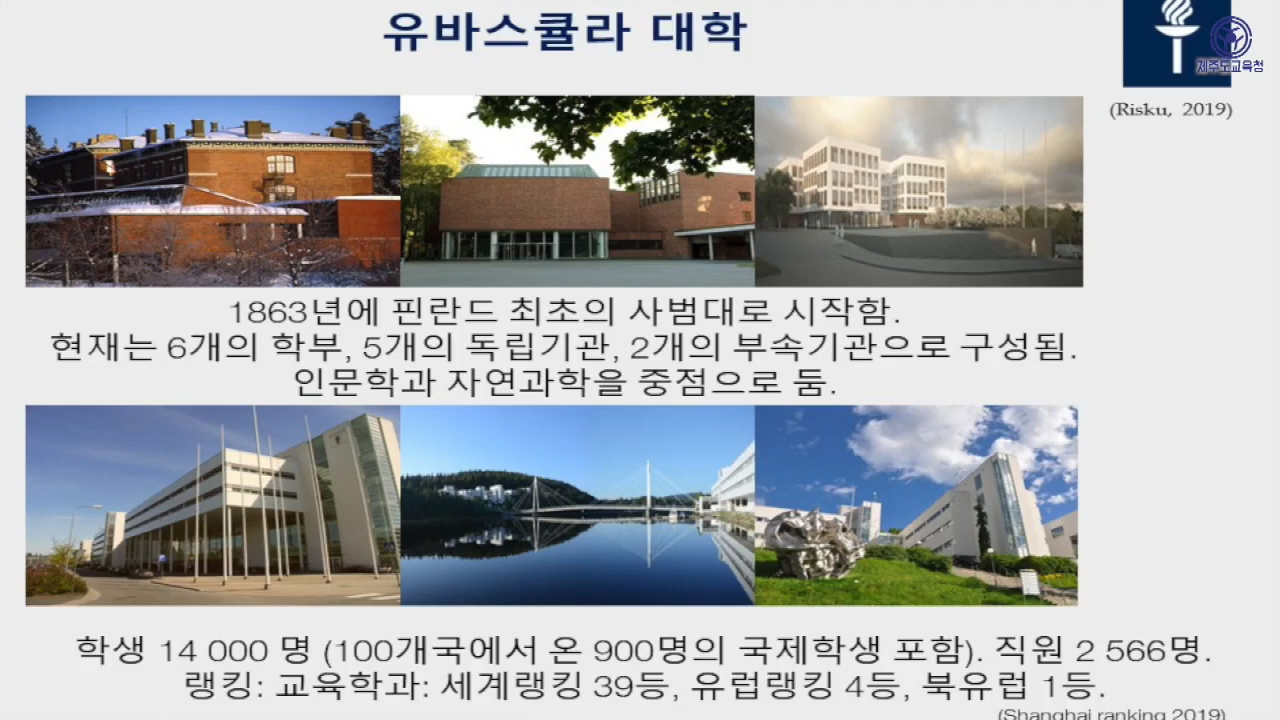 유바스큘라 대학
제주도교육청
(Risku, 2019)
1863년에 핀란드 최초의 사범대로 시작함.
현재는 6개의 학부, 5개의 독립기관, 2개의 부속기관으로 구성됨.
인문학과 자연과학을 중점으로 둠.
학생 14 000 명 (100개국에서 온 900명의 국제학생 포함). 직원 2 566명.
랭킹: 교육학과: 세계랭킹 39등, 유럽랭킹 4등, 북유럽 1등.
(Shanghai ranking 2019)